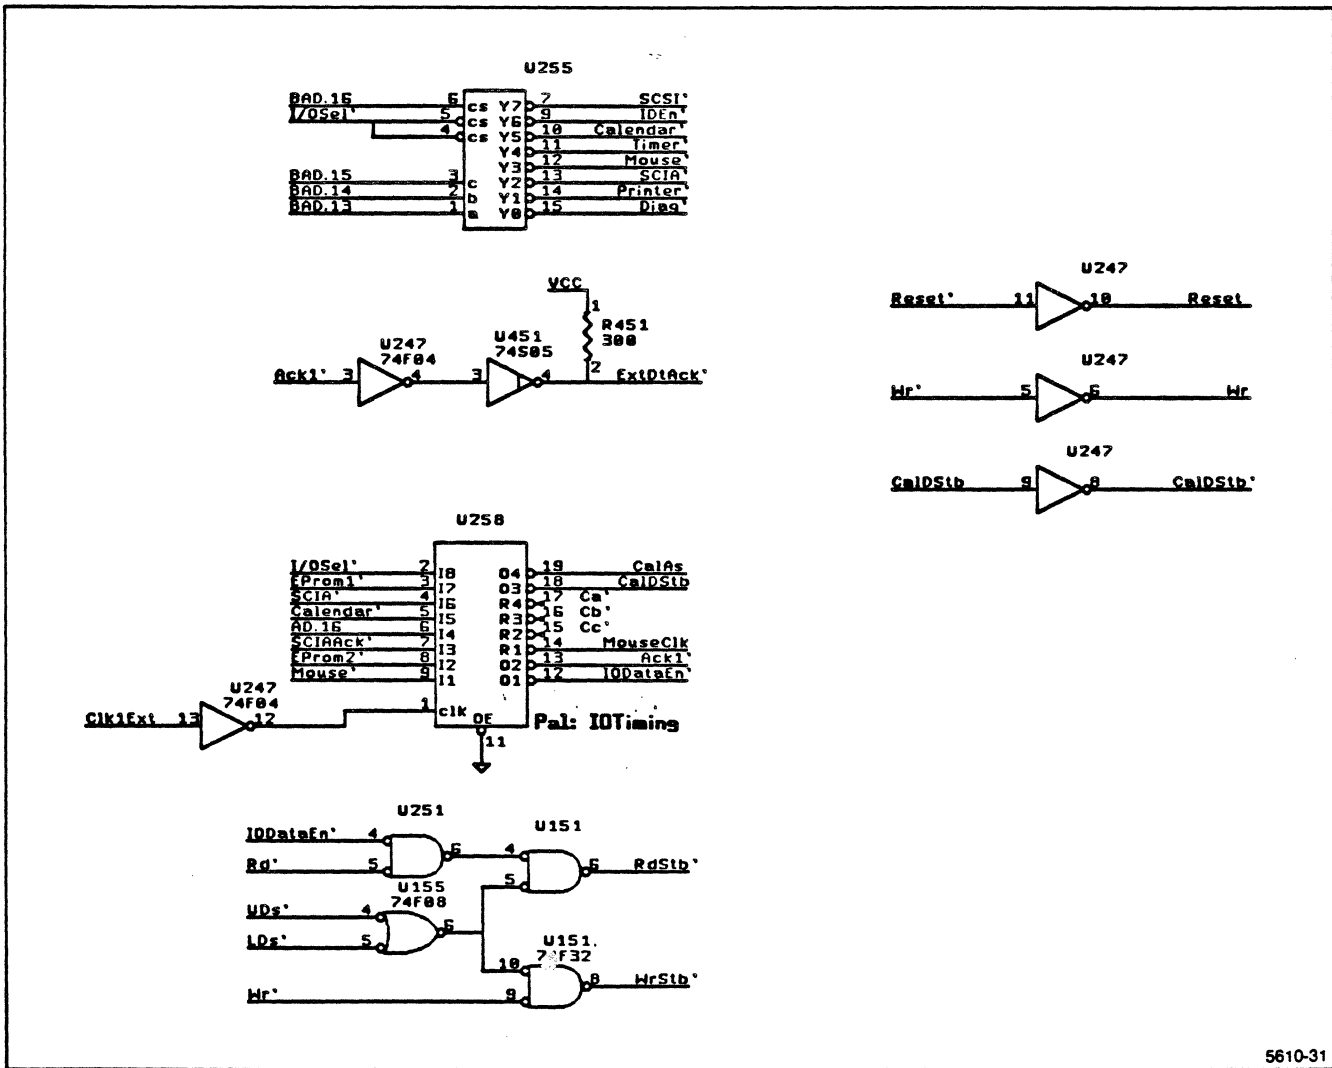 U255
BAD.16 6 cs Y7 7 SCSI'
I/OSel' 5 cs Y6 9 IDEn'
4 cs Y5 10 Calendar'
Y4 11 Timer'
Y3 12 Mouse'
BAD.15 3 c Y2 13 SCIA'
BAD.14 2 b Y1 14 Printer'
BAD.13 1 a Y0 15 Diag'
U247
Reset' 11 10 Reset
VCC
1
R451
300
2
U247
74F04
U451
74S05
Ack1' 3 4 3 4 ExtDtAck'
U247
Wr' 5 6 Wr
U247
CalDStb 9 8 CalDStb'
U258
I/OSel' 2 I8 O4 19 CalAs
EProm1' 3 I7 O3 18 CalDStb
SCIA' 4 I6 R4 17 Ca'
Calendar' 5 I5 R3 16 Cb'
AD.16 6 I4 R2 15 Cc'
SCIAAck' 7 I3 R1 14 MouseClk
EProm2' 8 I2 O2 13 Ack1'
Mouse' 9 I1 O1 12 IODataEn'
U247
74F04
Clk1Ext 13 12 1 clk OE
11
Pal: IOTiming
U251
IODataEn' 4
Rd' 5 6
U151
4 5 6 RdStb'
U155
74F08
UDs' 4
LDs' 5 6
U151.
10 9 8 WrStb'
Wr'
5610-31